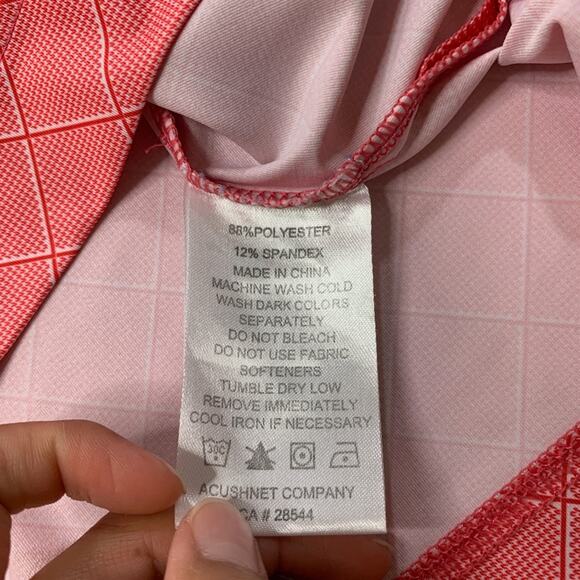 88%POLYESTER
12% SPANDEX
MADE IN CHINA
MACHINE WASH COLD
WASH DARK COLORS
SEPARATELY
DO NOT BLEACH
DO NOT USE FABRIC
SOFTENERS
TUMBLE DRY LOW
REMOVE IMMEDIATELY
COOL IRON IF NECESSARY
30C
ACUSHNET COMPANY
CA # 28544